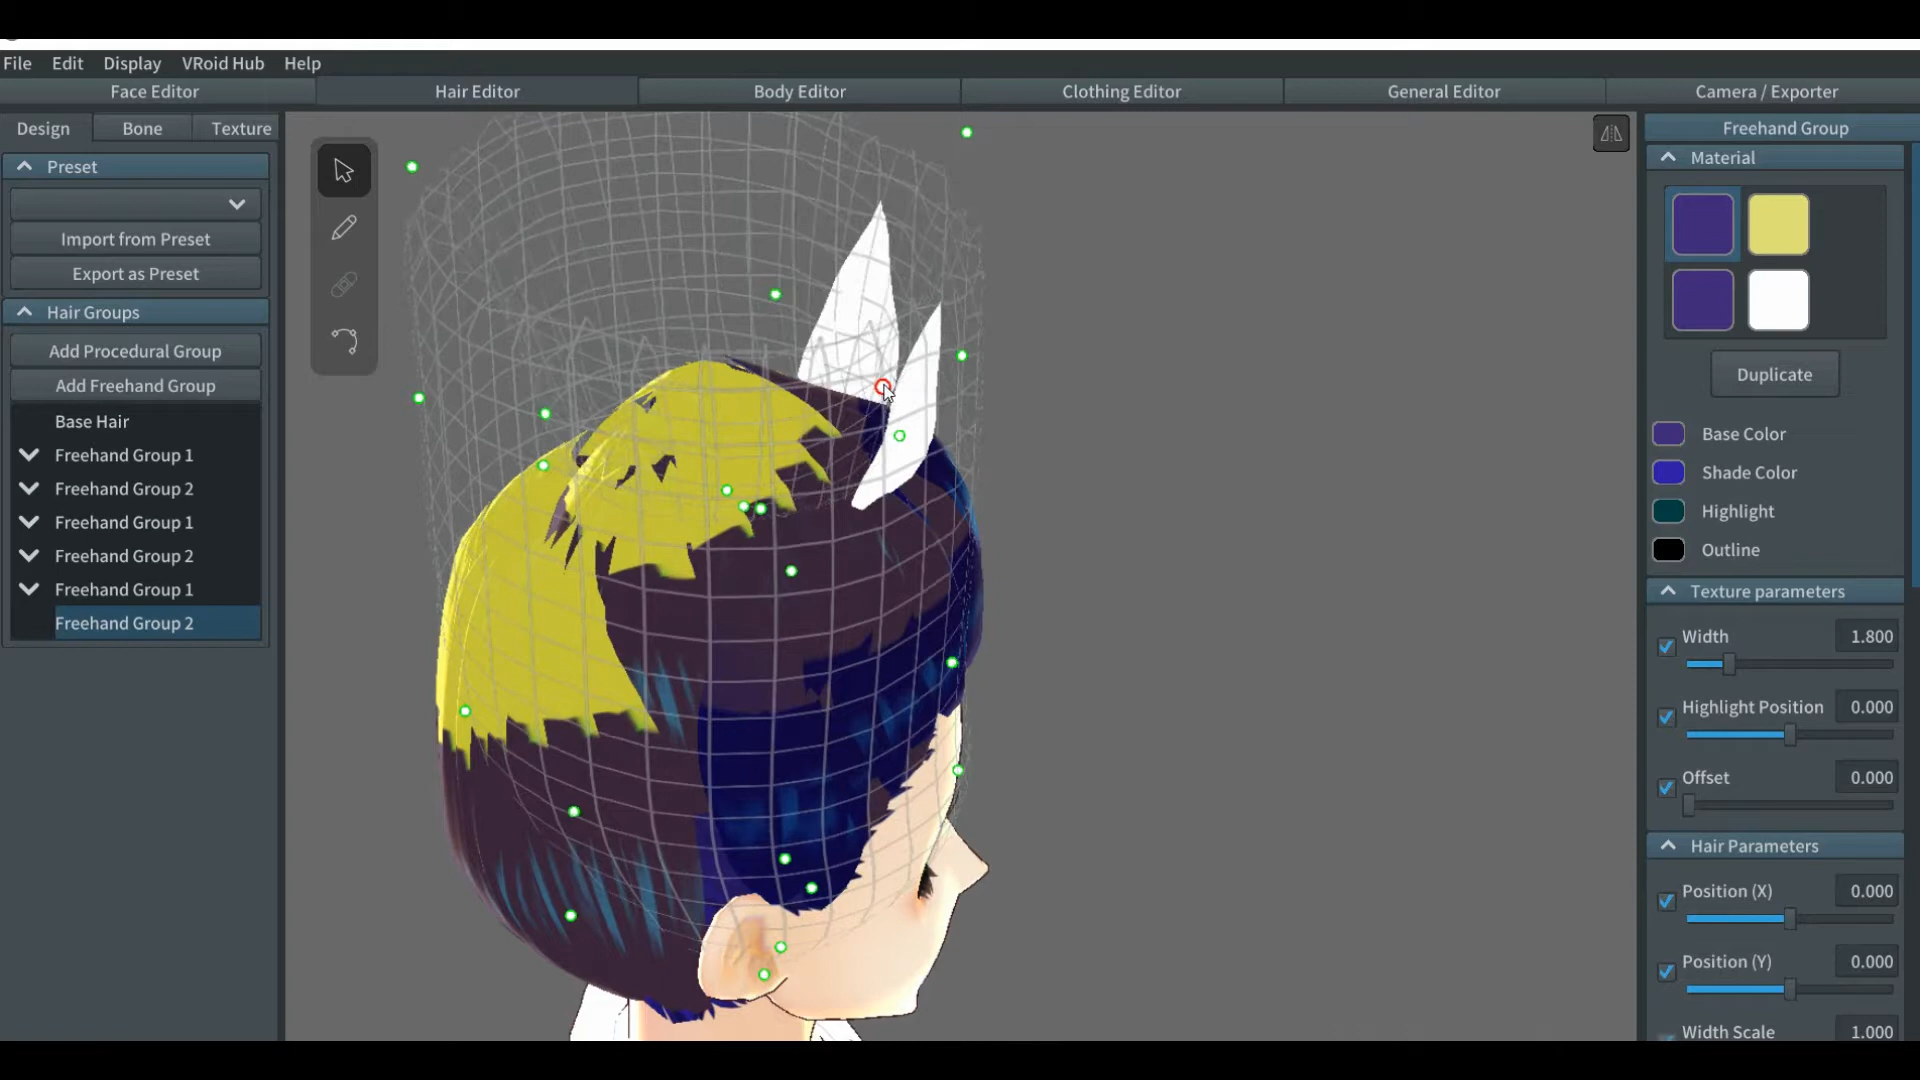 File Edit Display VRoid Hub Help
Face Editor Hair Editor Body Editor Clothing Editor General Editor Camera / Exporter
Design Bone Texture
Preset
Import from Preset
Export as Preset
Hair Groups
Add Procedural Group
Add Freehand Group
Base Hair
Freehand Group 1
Freehand Group 2
Freehand Group 1
Freehand Group 2
Freehand Group 1
Freehand Group 2
Freehand Group
Material
Duplicate
Base Color
Shade Color
Highlight
Outline
Texture parameters
Width 1.800
Highlight Position 0.000
Offset 0.000
Hair Parameters
Position (X) 0.000
Position (Y) 0.000
Width Scale 1.000